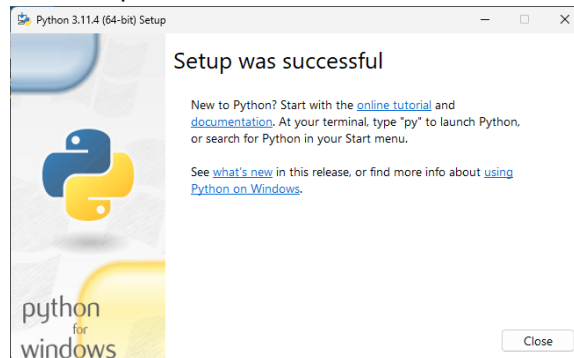 Python 3.11.4 (64-bit) Setup
Setup was successful
New to Python? Start with the online tutorial and
documentation. At your terminal, type "py" to launch Python,
or search for Python in your Start menu.
See what's new in this release, or find more info about using
Python on Windows.
python
for
windows
Close